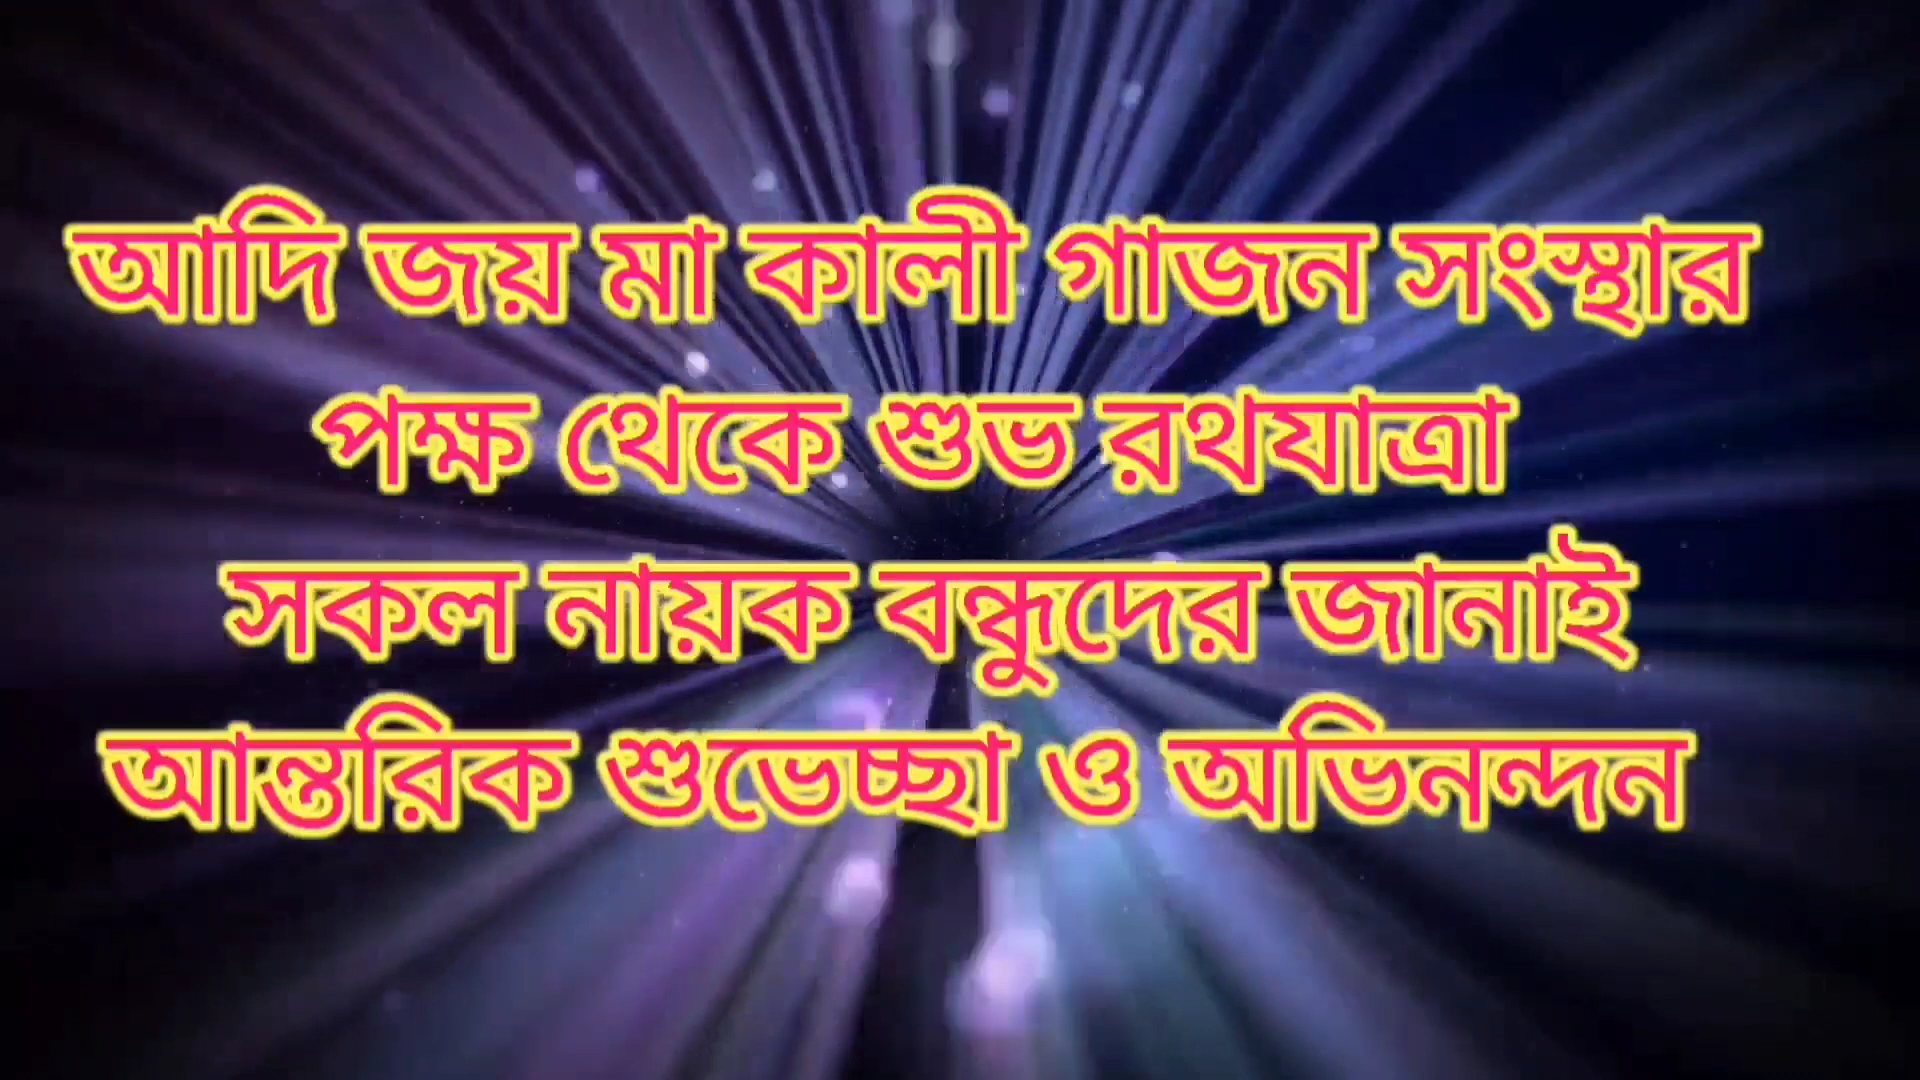 আদি জয় মা কালী গাজন সংস্থার
পক্ষ থেকে শুভ রথযাত্রা
সকল নায়ক বন্ধুদের জানাই
আন্তরিক শুভেচ্ছা ও অভিনন্দন